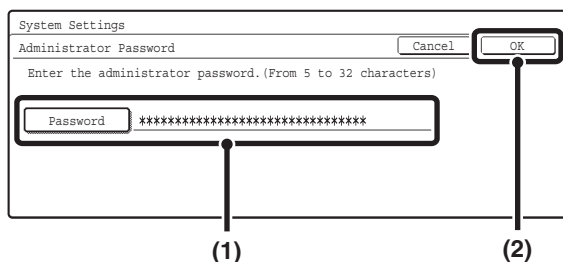 System Settings
Administrator Password Cancel OK
Enter the administrator password.(From 5 to 32 characters)
Password ********************************
(1) (2)